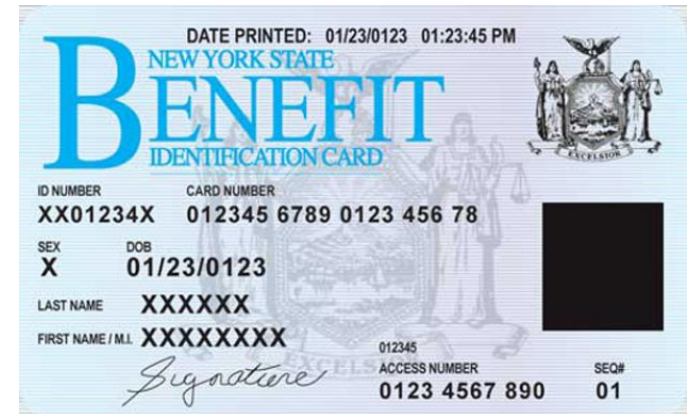 DATE PRINTED: 01/23/0123 01:23:45 PM
NEW YORK STATE
BENEFIT
IDENTIFICATION CARD
EXCELSIOR
ID NUMBER CARD NUMBER
XX01234X 012345 6789 0123 456 78
SEX DOB
X 01/23/0123
LAST NAME XXXXXX
FIRST NAME / M.I. XXXXXXXX
Signature
EXCELSIOR
012345
ACCESS NUMBER SEQ#
0123 4567 890 01